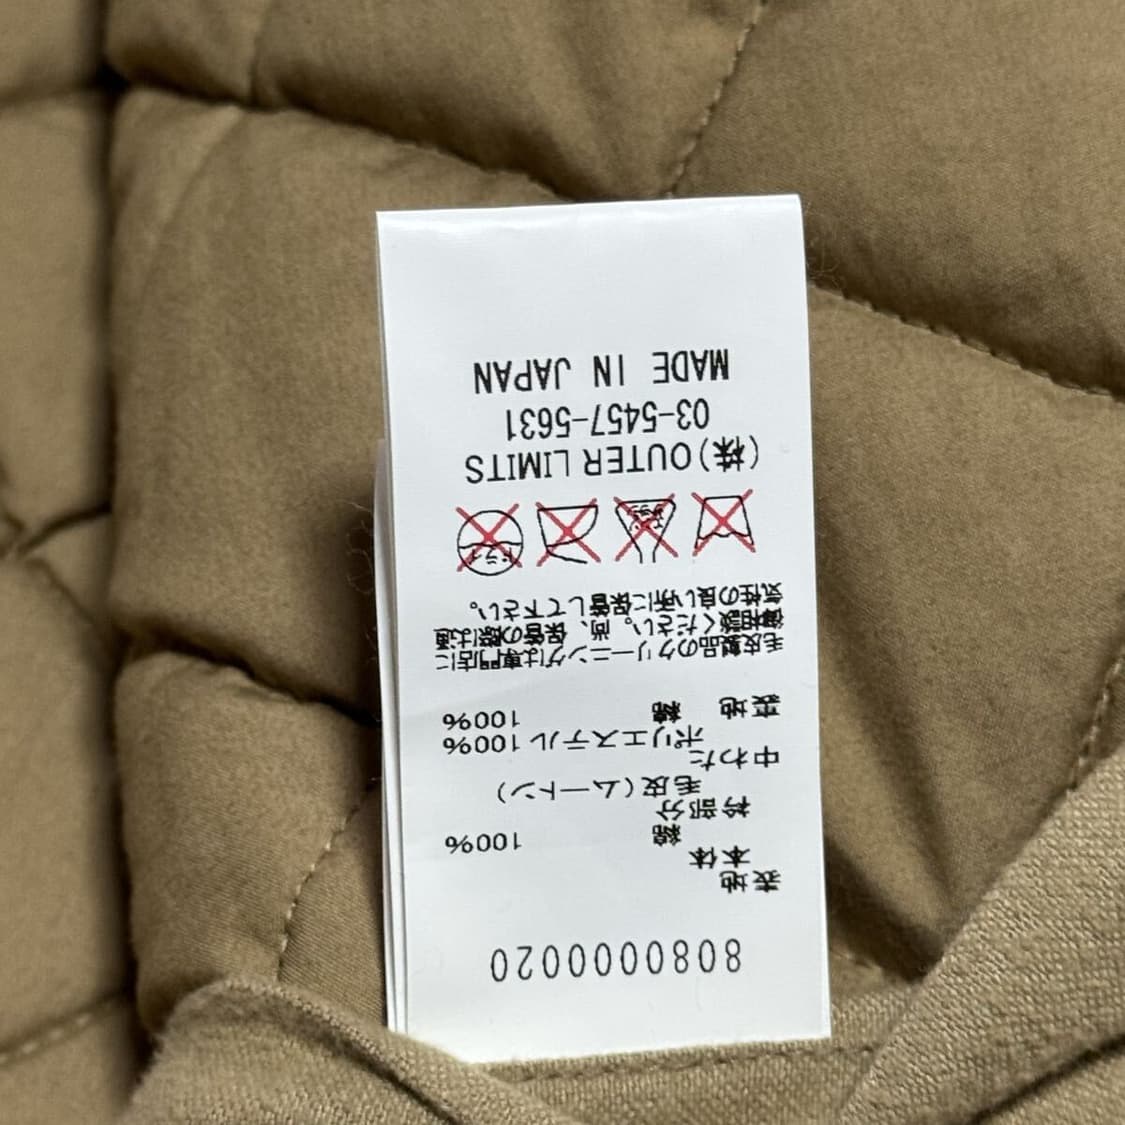 808000020
表地
本体
綿 100%
衿部分
毛皮(ムートン)
中わた
ポリエステル 100%
裏地 綿 100%
毛皮製品のクリーニングは専門店に
御相談ください。尚、保管の際は通
気性の良い所に保管して下さい。
ドライ
(株)OUTER LIMITS
03-5457-5631
MADE IN JAPAN